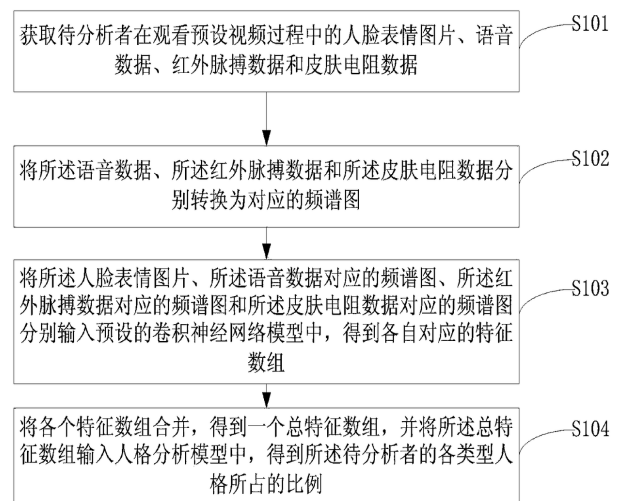 获取待分析者在观看预设视频过程中的人脸表情图片、语音
数据、红外脉搏数据和皮肤电阻数据
S101
将所述语音数据、所述红外脉搏数据和所述皮肤电阻数据分
别转换为对应的频谱图
S102
将所述人脸表情图片、所述语音数据对应的频谱图、所述红
外脉搏数据对应的频谱图和所述皮肤电阻数据对应的频谱图
分别输入预设的卷积神经网络模型中，得到各自对应的特征
数组
S103
将各个特征数组合并，得到一个总特征数组，并将所述总特
征数组输入人格分析模型中，得到所述待分析者的各类型人
格所占的比例
S104